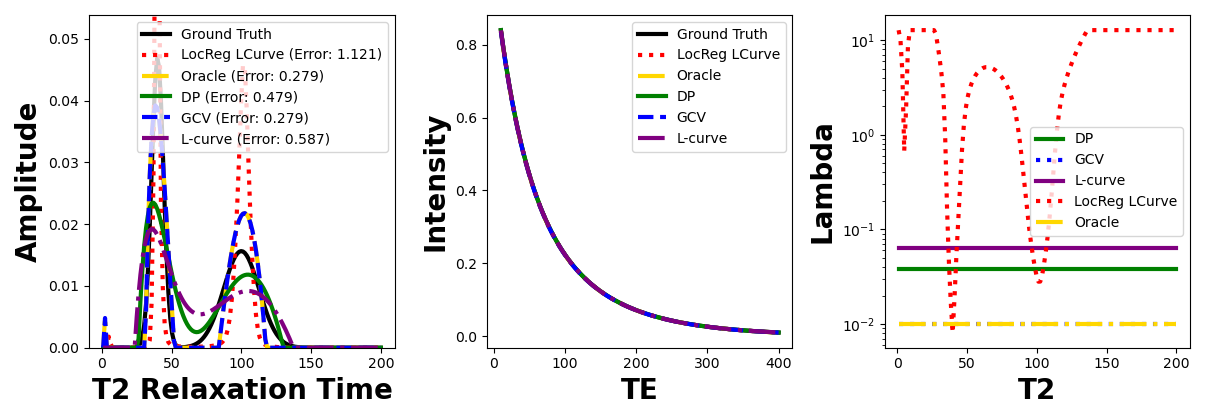 Amplitude
0.05
0.04
0.03
0.02
0.01
0.00
Ground Truth
LocReg LCurve (Error: 1.121)
Oracle (Error: 0.279)
DP (Error: 0.479)
GCV (Error: 0.279)
L-curve (Error: 0.587)
0 50 100 150 200
T2 Relaxation Time
Intensity
0.8
0.6
0.4
0.2
0.0
Ground Truth
LocReg LCurve
Oracle
DP
GCV
L-curve
0 100 200 300 400
TE
Lambda
10¹
10⁰
10⁻¹
10⁻²
DP
GCV
L-curve
LocReg LCurve
Oracle
0 50 100 150 200
T2